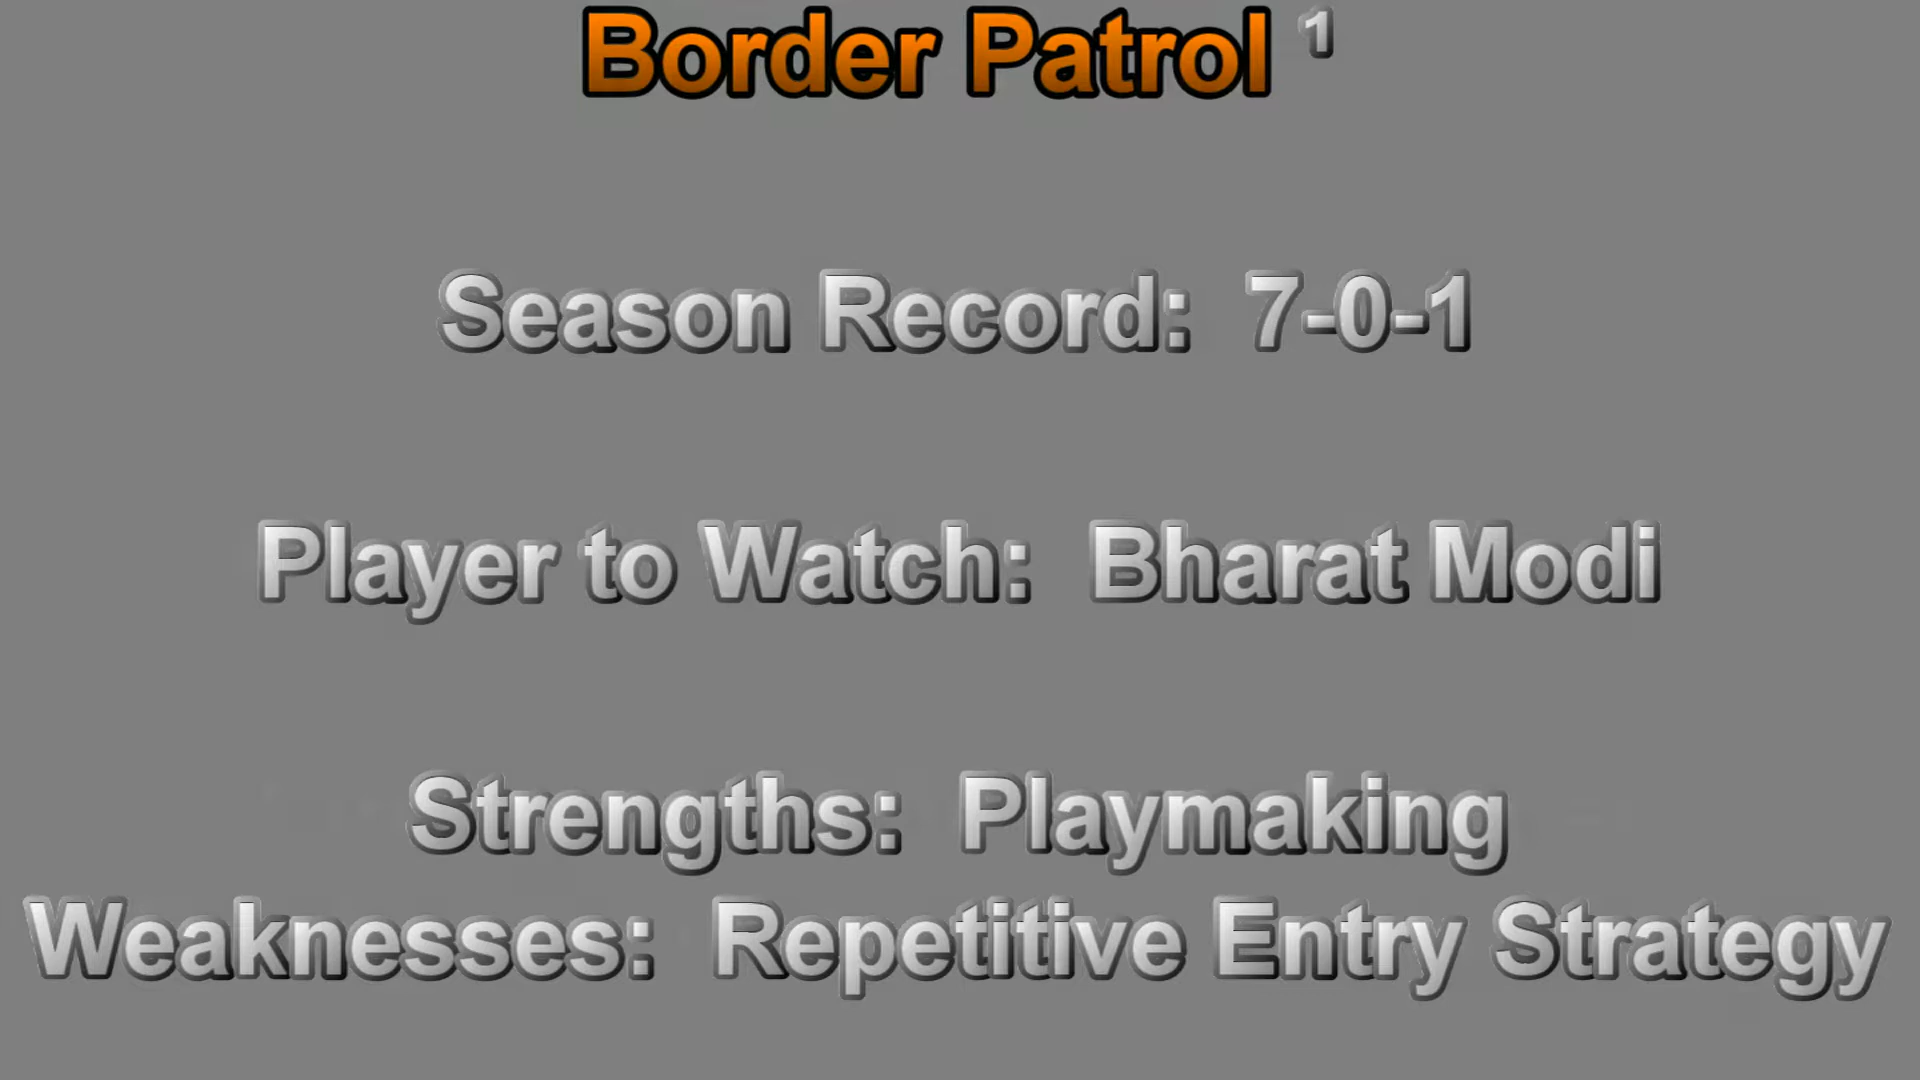 Border Patrol ¹
Season Record: 7-0-1
Player to Watch: Bharat Modi
Strengths: Playmaking
Weaknesses: Repetitive Entry Strategy